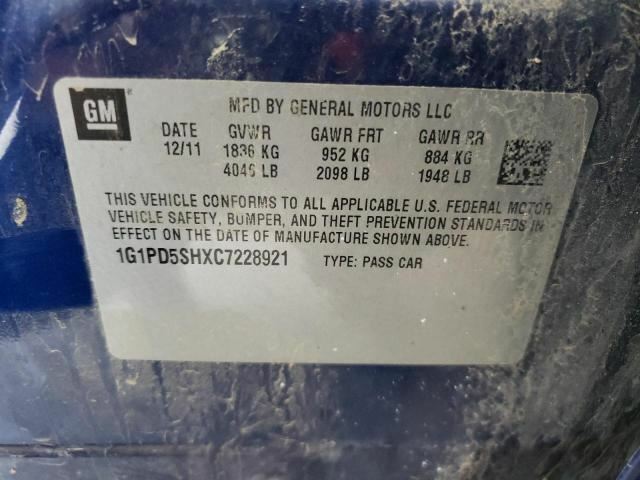 GM
MFD BY GENERAL MOTORS LLC
DATE GVWR GAWR FRT GAWR RR
12/11 1836 KG 952 KG 884 KG
4046 LB 2098 LB 1948 LB
THIS VEHICLE CONFORMS TO ALL APPLICABLE U.S. FEDERAL MOTOR
VEHICLE SAFETY, BUMPER, AND THEFT PREVENTION STANDARDS IN
EFFECT ON THE DATE OF MANUFACTURE SHOWN ABOVE.
1G1PD5SHXC7228921 TYPE: PASS CAR